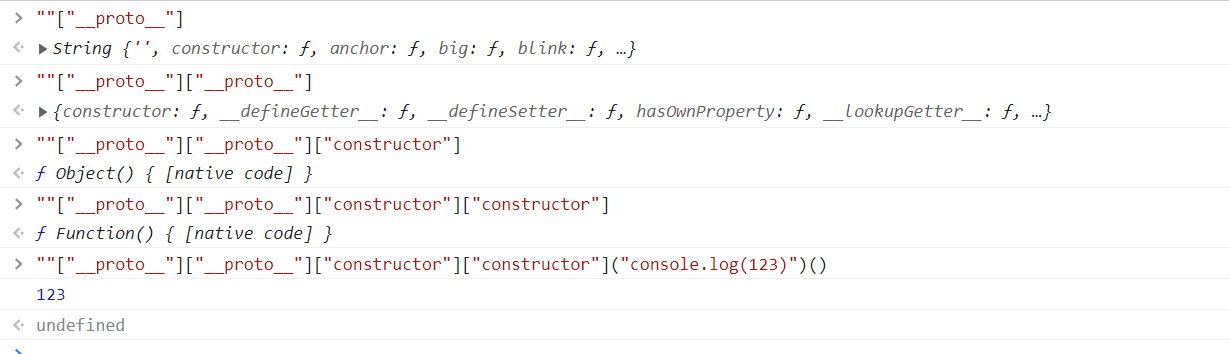 > ""["__proto__"]
<· ▶String {'', constructor: ƒ, anchor: ƒ, big: ƒ, blink: ƒ, …}
> ""["__proto__"]["__proto__"]
<· ▶{constructor: ƒ, __defineGetter__: ƒ, __defineSetter__: ƒ, hasOwnProperty: ƒ, __lookupGetter__: ƒ, …}
> ""["__proto__"]["__proto__"]["constructor"]
<· ƒ Object() { [native code] }
> ""["__proto__"]["__proto__"]["constructor"]["constructor"]
<· ƒ Function() { [native code] }
> ""["__proto__"]["__proto__"]["constructor"]["constructor"]("console.log(123)")()
123
<· undefined
>